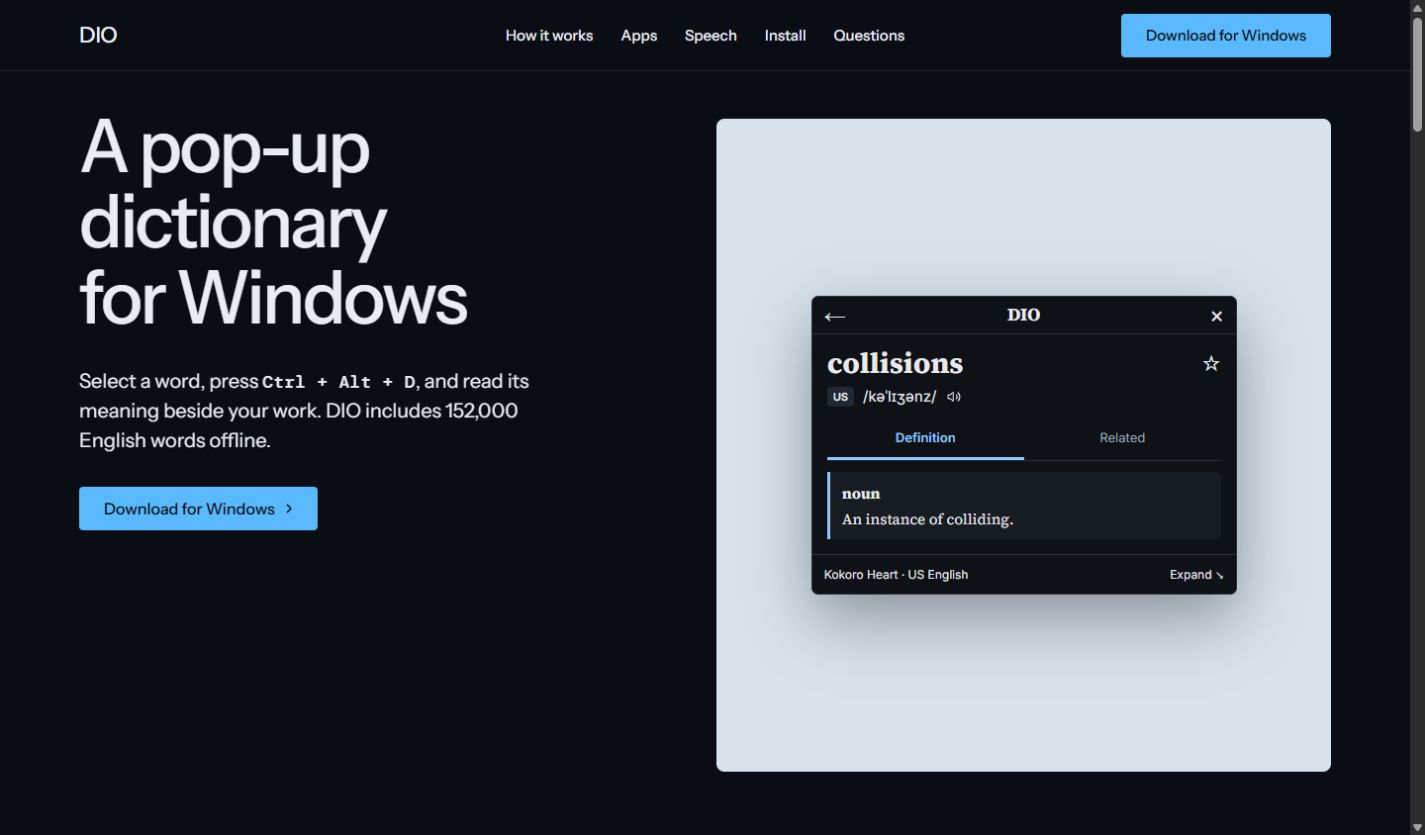 DIO
How it works
Apps
Speech
Install
Questions
Download for Windows
A pop-up
dictionary
for Windows
Select a word, press Ctrl + Alt + D, and read its
meaning beside your work. DIO includes 152,000
English words offline.
Download for Windows
DIO
collisions
US /kəˈlɪʒənz/
Definition
Related
noun
An instance of colliding.
Kokoro Heart · US English
Expand